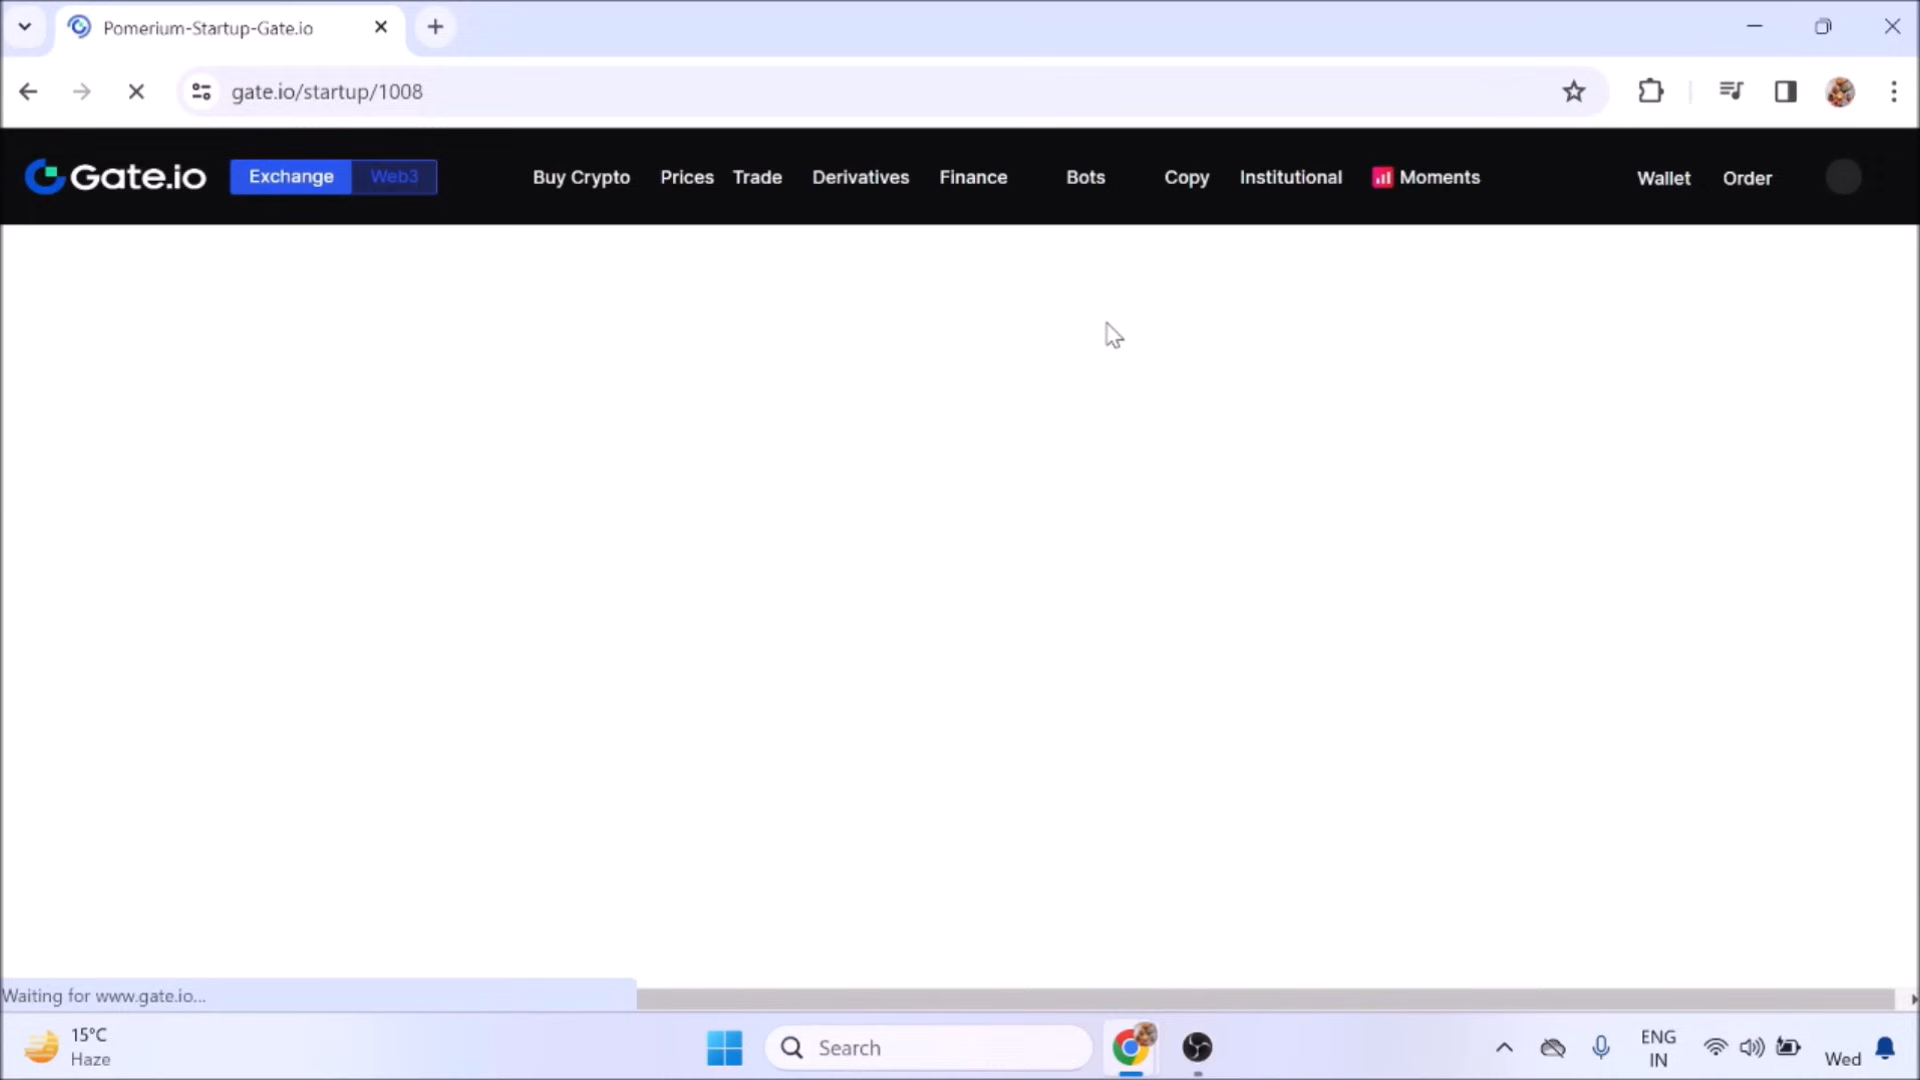 Pomerium-Startup-Gate.io
gate.io/startup/1008
Gate.io Exchange Web3 Buy Crypto Prices Trade Derivatives Finance Bots Copy Institutional Moments Wallet Order
Waiting for www.gate.io...
15°C
Haze
Search
ENG
IN
Wed